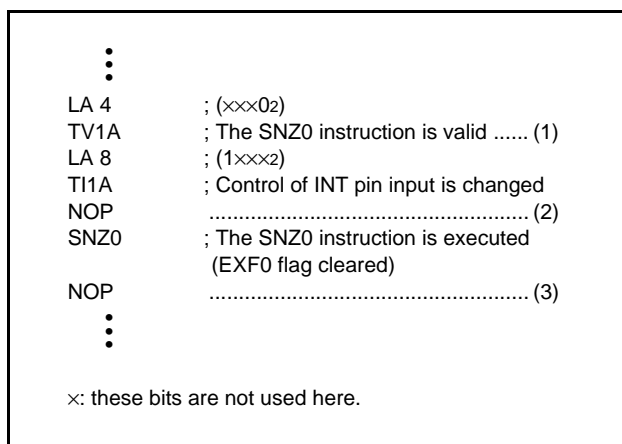 LA 4 ; (×××0₂)
TV1A ; The SNZ0 instruction is valid ...... (1)
LA 8 ; (1×××₂)
TI1A ; Control of INT pin input is changed
NOP ...................................................... (2)
SNZ0 ; The SNZ0 instruction is executed
(EXF0 flag cleared)
NOP ...................................................... (3)
×: these bits are not used here.